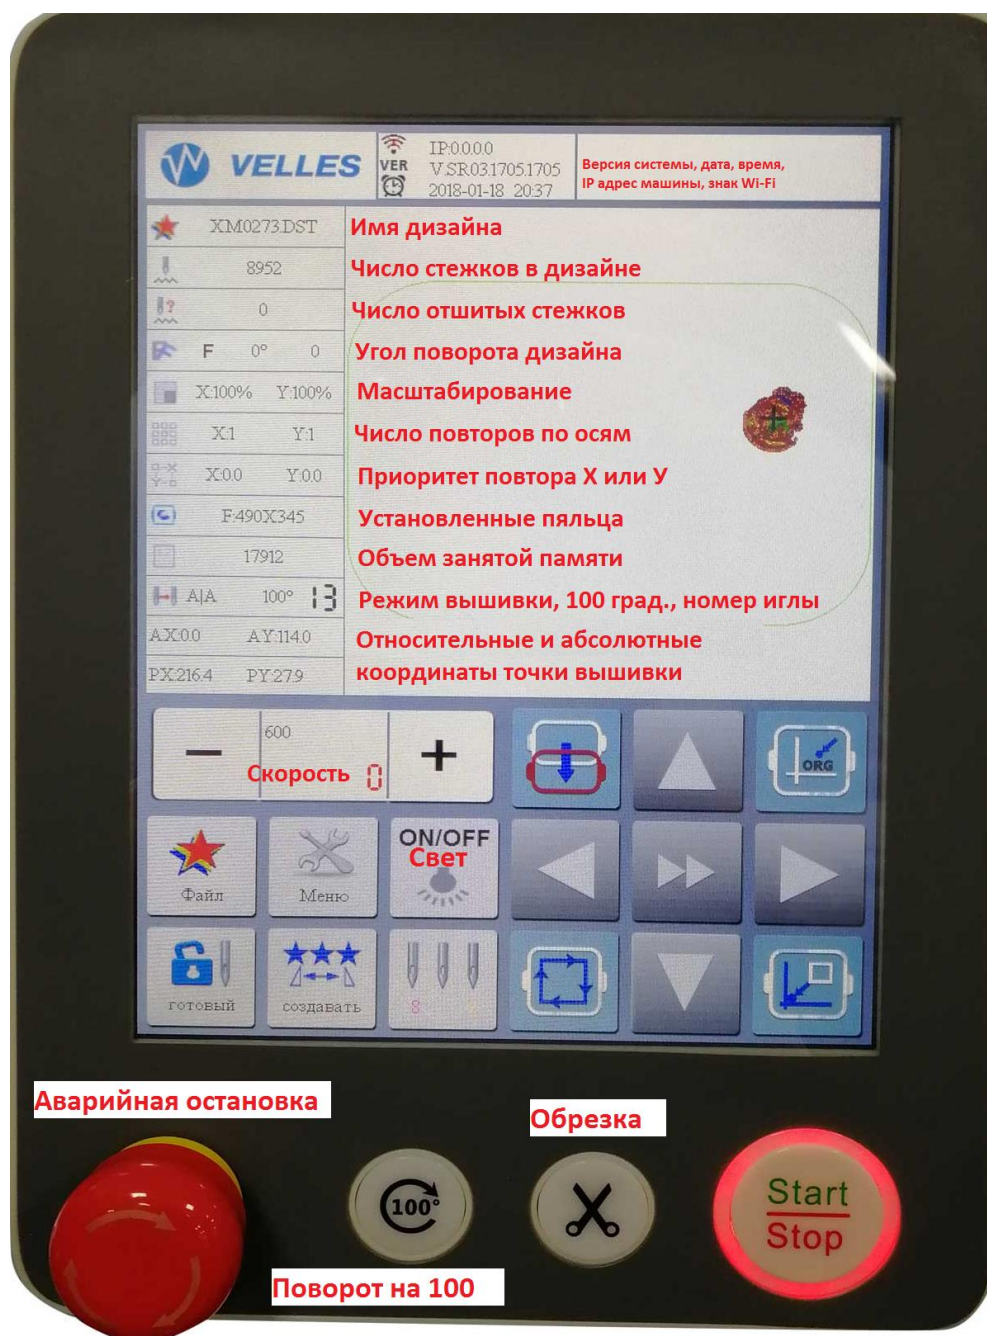 VELLES
VER
IP:0.0.0.0
V.SR.03.1705.1705
2018-01-18 20:37
Версия системы, дата, время,
IP адрес машины, знак Wi-Fi
XM0273.DST
Имя дизайна
8952
Число стежков в дизайне
0
Число отшитых стежков
F 0° 0
Угол поворота дизайна
X:100% Y:100%
Масштабирование
X:1 Y:1
Число повторов по осям
X:0.0 Y:0.0
Приоритет повтора X или У
F:490X345
Установленные пяльца
17912
Объем занятой памяти
A|A 100° 13
Режим вышивки, 100 град., номер иглы
AX:0.0 AY:114.0
Относительные и абсолютные
PX:216.4 PY:27.9
координаты точки вышивки
− 600 +
Скорость 0
ORG
ON/OFF
Свет
Файл
Меню
готовый
создавать
8
Аварийная остановка
Обрезка
100°
Start
Stop
Поворот на 100